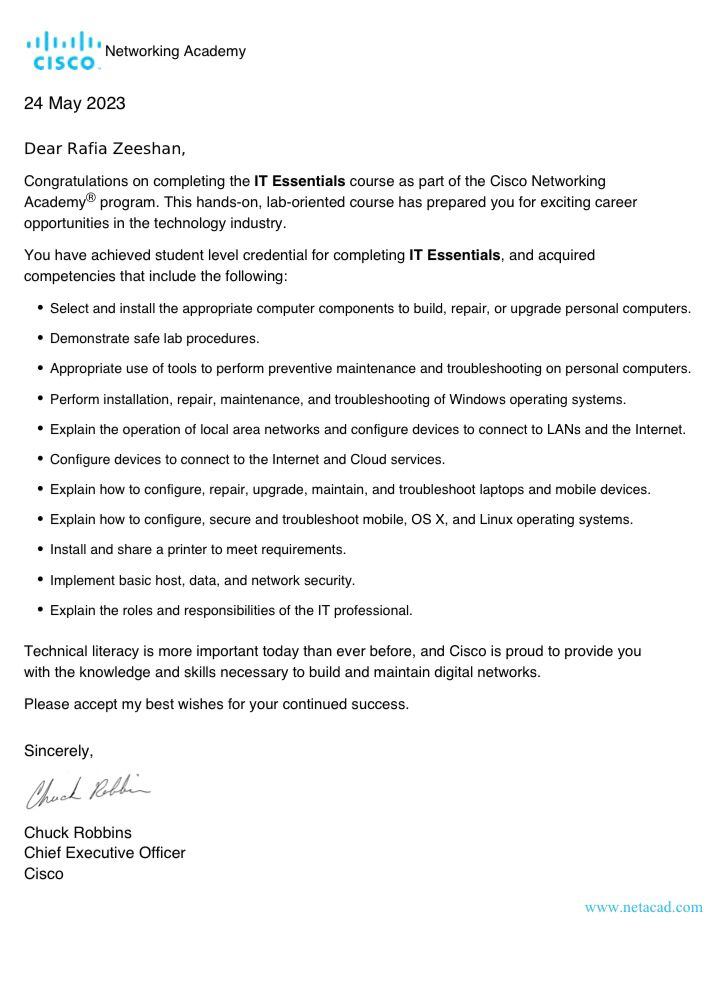 CISCO Networking Academy
24 May 2023
Dear Rafia Zeeshan,
Congratulations on completing the IT Essentials course as part of the Cisco Networking
Academy® program. This hands-on, lab-oriented course has prepared you for exciting career
opportunities in the technology industry.
You have achieved student level credential for completing IT Essentials, and acquired
competencies that include the following:
• Select and install the appropriate computer components to build, repair, or upgrade personal computers.
• Demonstrate safe lab procedures.
• Appropriate use of tools to perform preventive maintenance and troubleshooting on personal computers.
• Perform installation, repair, maintenance, and troubleshooting of Windows operating systems.
• Explain the operation of local area networks and configure devices to connect to LANs and the Internet.
• Configure devices to connect to the Internet and Cloud services.
• Explain how to configure, repair, upgrade, maintain, and troubleshoot laptops and mobile devices.
• Explain how to configure, secure and troubleshoot mobile, OS X, and Linux operating systems.
• Install and share a printer to meet requirements.
• Implement basic host, data, and network security.
• Explain the roles and responsibilities of the IT professional.
Technical literacy is more important today than ever before, and Cisco is proud to provide you
with the knowledge and skills necessary to build and maintain digital networks.
Please accept my best wishes for your continued success.
Sincerely,
Chuck Robbins
Chuck Robbins
Chief Executive Officer
Cisco
www.netacad.com